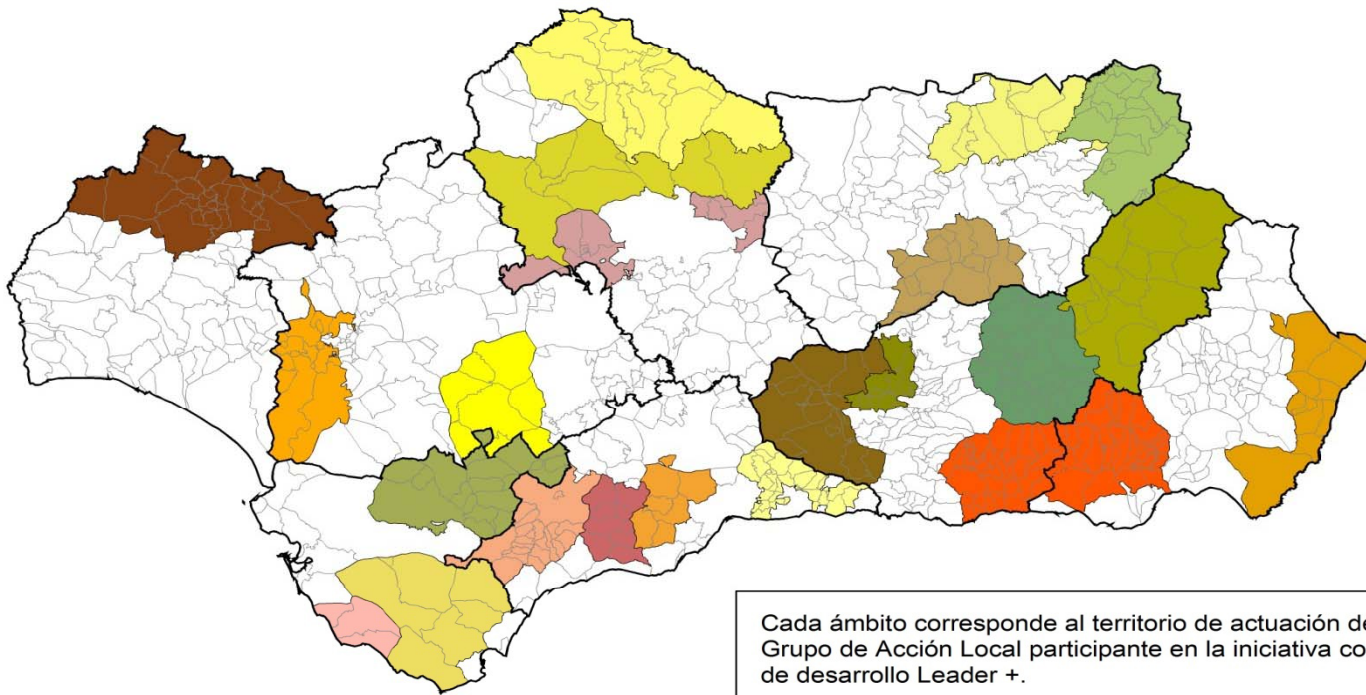 Cada ámbito corresponde al territorio de actuación de
Grupo de Acción Local participante en la iniciativa co
de desarrollo Leader +.